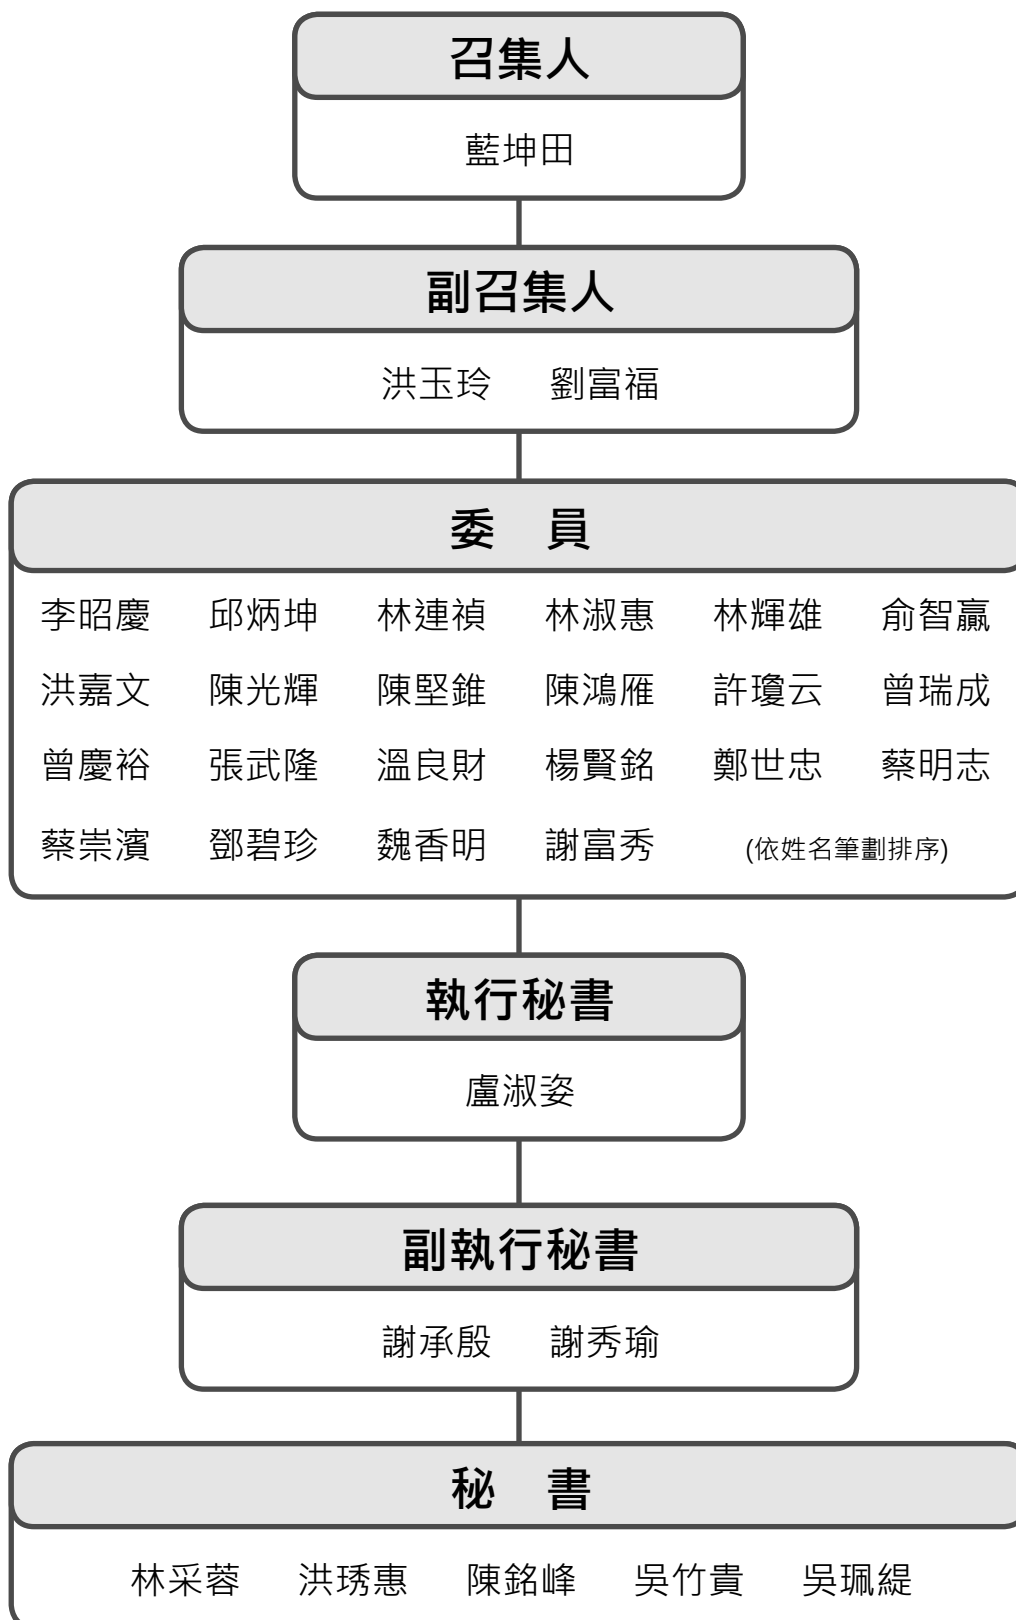 召集人
藍坤田
副召集人
洪玉玲 劉富福
委 員
李昭慶 邱炳坤 林連禎 林淑惠 林輝雄 俞智贏
洪嘉文 陳光輝 陳堅錐 陳鴻雁 許瓊云 曾瑞成
曾慶裕 張武隆 溫良財 楊賢銘 鄭世忠 蔡明志
蔡崇濱 鄧碧珍 魏香明 謝富秀 (依姓名筆劃排序)
執行秘書
盧淑姿
副執行秘書
謝承殷 謝秀瑜
秘 書
林采蓉 洪琇惠 陳銘峰 吳竹貴 吳珮緹